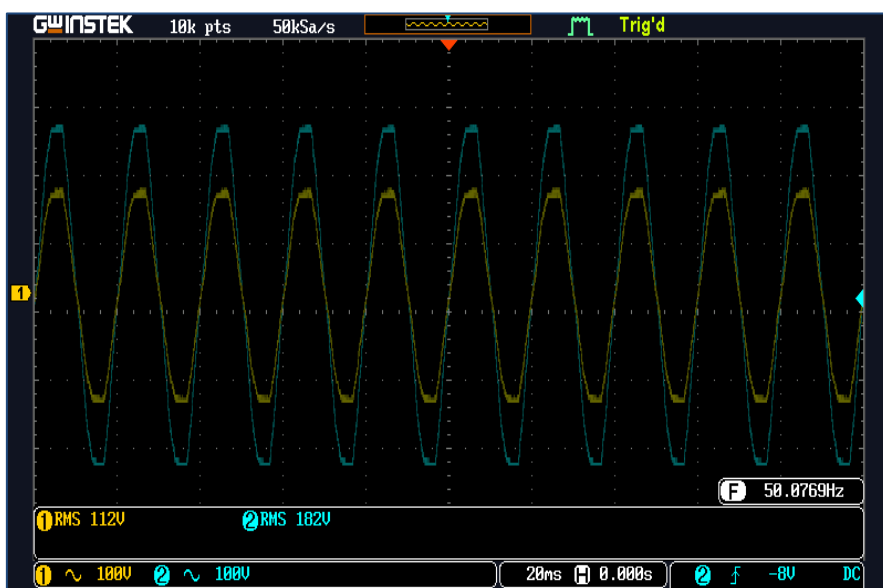 GWINSTEK 10k pts 50kSa/s Trig'd
1
F 50.0769Hz
1 RMS 112V 2 RMS 182V
1 ∿ 100V 2 ∿ 100V 20ms H 0.000s 2 -8V DC